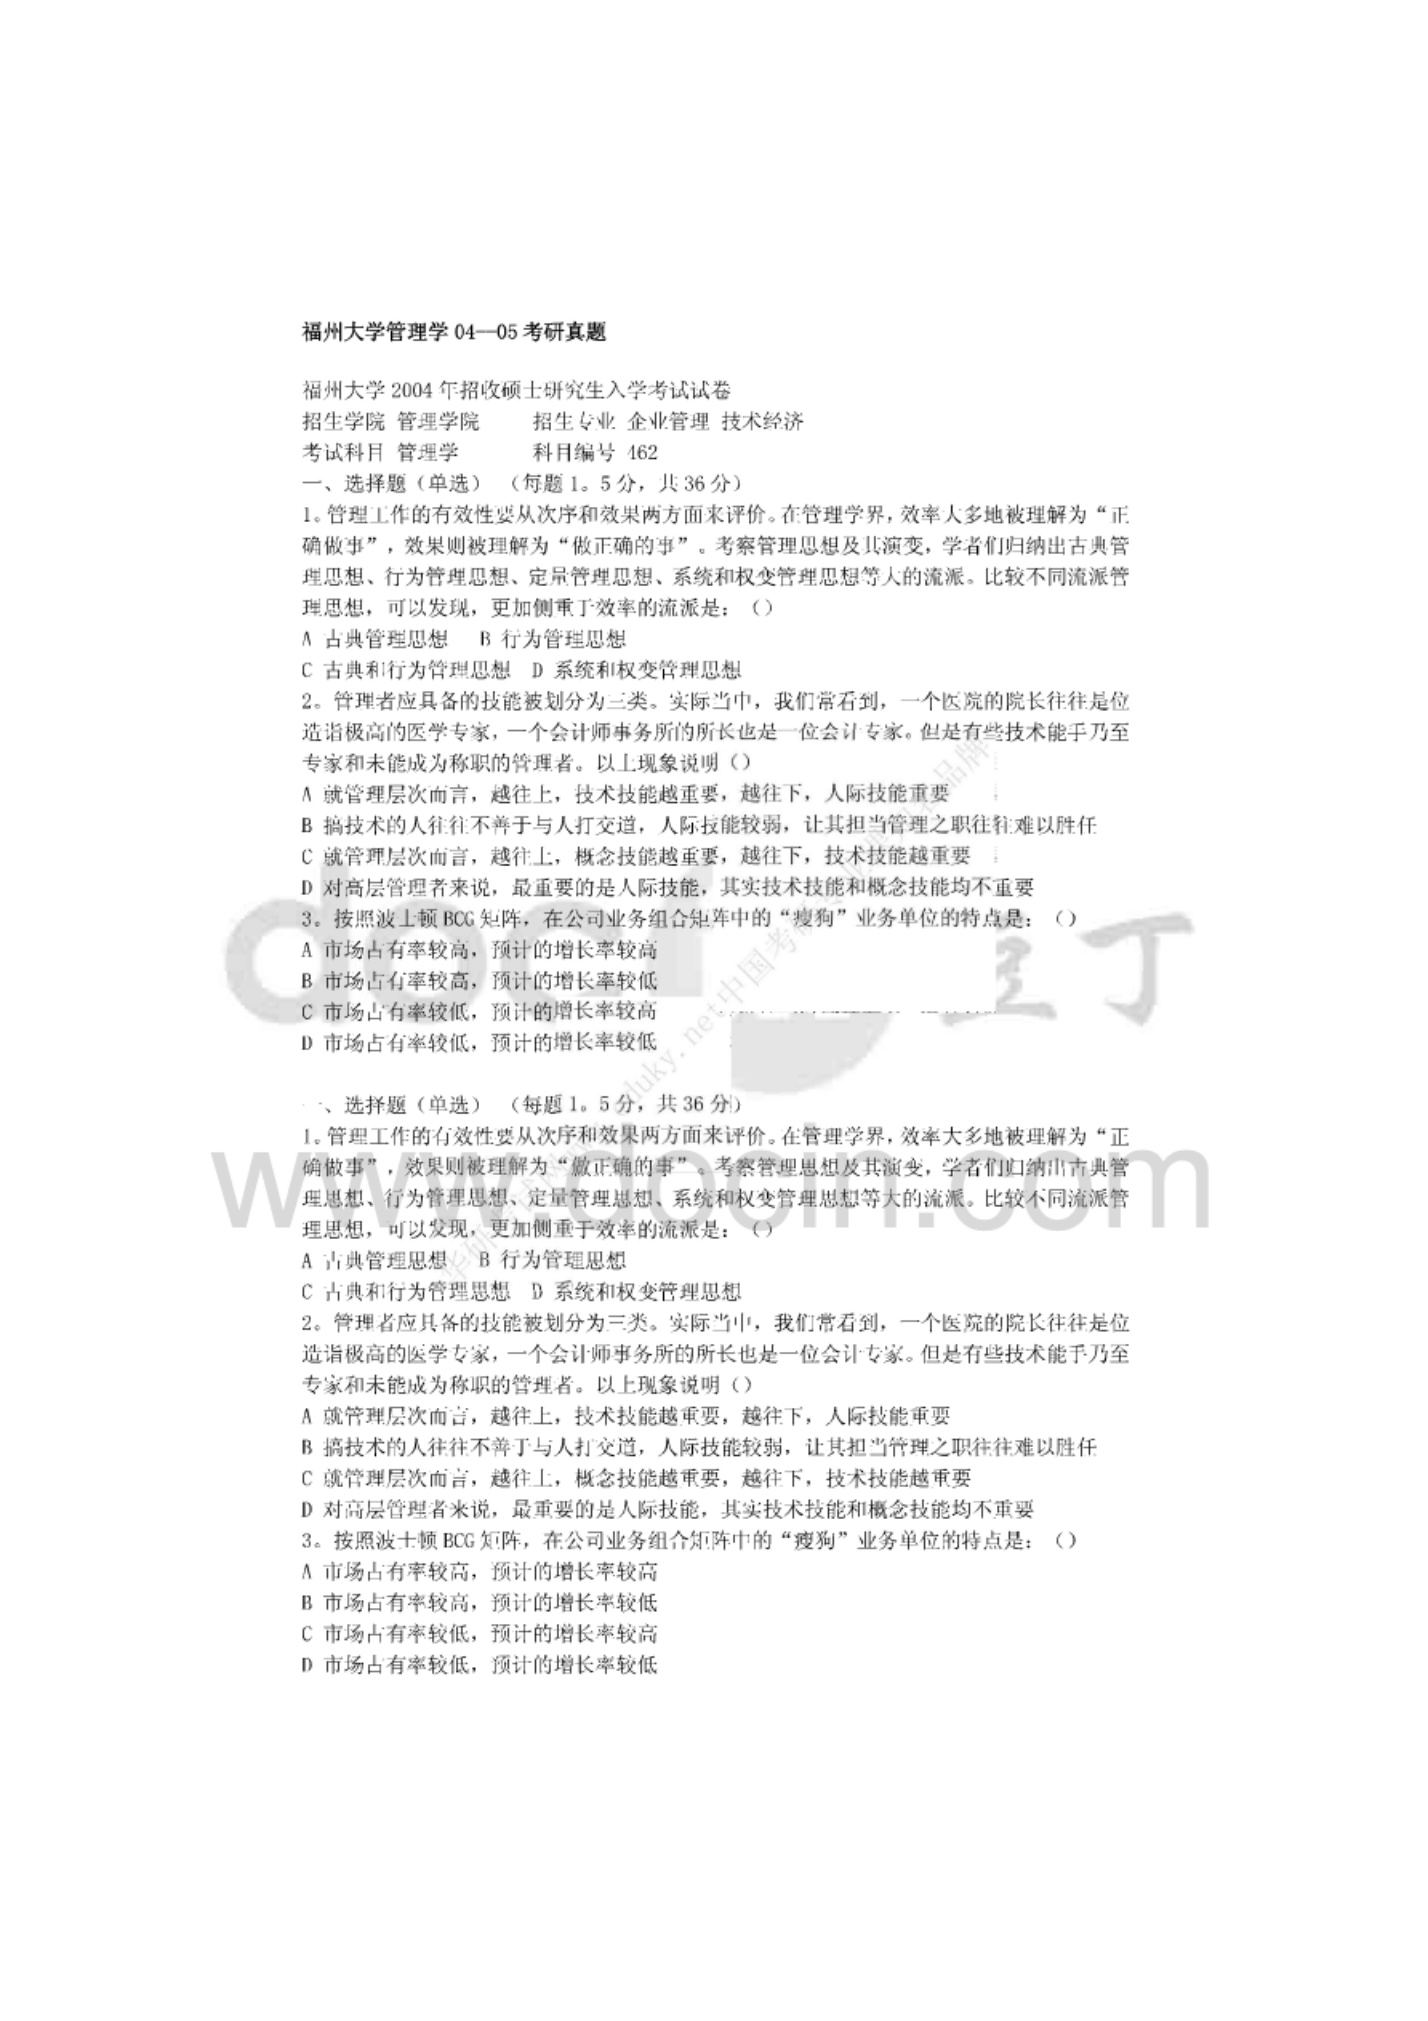 福州大学管理学 04—05 考研真题
福州大学 2004 年招收硕士研究生入学考试试卷
招生学院 管理学院 招生专业 企业管理 技术经济
考试科目 管理学 科目编号 462
一、选择题（单选） （每题 1。5 分，共 36 分）
1。管理工作的有效性要从次序和效果两方面来评价。在管理学界，效率大多地被理解为“正
确做事”，效果则被理解为“做正确的事”。考察管理思想及其演变，学者们归纳出古典管
理思想、行为管理思想、定量管理思想、系统和权变管理思想等大的流派。比较不同流派管
理思想，可以发现，更加侧重于效率的流派是：（）
A 古典管理思想 B 行为管理思想
C 古典和行为管理思想 D 系统和权变管理思想
2。管理者应具备的技能被划分为三类。实际当中，我们常看到，一个医院的院长往往是位
造诣极高的医学专家，一个会计师事务所的所长也是一位会计专家。但是有些技术能手乃至
专家和未能成为称职的管理者。以上现象说明（）
A 就管理层次而言，越往上，技术技能越重要，越往下，人际技能重要
B 搞技术的人往往不善于与人打交道，人际技能较弱，让其担当管理之职往往难以胜任
C 就管理层次而言，越往上，概念技能越重要，越往下，技术技能越重要
D 对高层管理者来说，最重要的是人际技能，其实技术技能和概念技能均不重要
3。按照波士顿 BCG 矩阵，在公司业务组合矩阵中的“瘦狗”业务单位的特点是：（）
A 市场占有率较高，预计的增长率较高
B 市场占有率较高，预计的增长率较低
C 市场占有率较低，预计的增长率较高
D 市场占有率较低，预计的增长率较低
一、选择题（单选） （每题 1。5 分，共 36 分）
1。管理工作的有效性要从次序和效果两方面来评价。在管理学界，效率大多地被理解为“正
确做事”，效果则被理解为“做正确的事”。考察管理思想及其演变，学者们归纳出古典管
理思想、行为管理思想、定量管理思想、系统和权变管理思想等大的流派。比较不同流派管
理思想，可以发现，更加侧重于效率的流派是：（）
A 古典管理思想 B 行为管理思想
C 古典和行为管理思想 D 系统和权变管理思想
2。管理者应具备的技能被划分为三类。实际当中，我们常看到，一个医院的院长往往是位
造诣极高的医学专家，一个会计师事务所的所长也是一位会计专家。但是有些技术能手乃至
专家和未能成为称职的管理者。以上现象说明（）
A 就管理层次而言，越往上，技术技能越重要，越往下，人际技能重要
B 搞技术的人往往不善于与人打交道，人际技能较弱，让其担当管理之职往往难以胜任
C 就管理层次而言，越往上，概念技能越重要，越往下，技术技能越重要
D 对高层管理者来说，最重要的是人际技能，其实技术技能和概念技能均不重要
3。按照波士顿 BCG 矩阵，在公司业务组合矩阵中的“瘦狗”业务单位的特点是：（）
A 市场占有率较高，预计的增长率较高
B 市场占有率较高，预计的增长率较低
C 市场占有率较低，预计的增长率较高
D 市场占有率较低，预计的增长率较低
docin 豆丁
www.docin.com